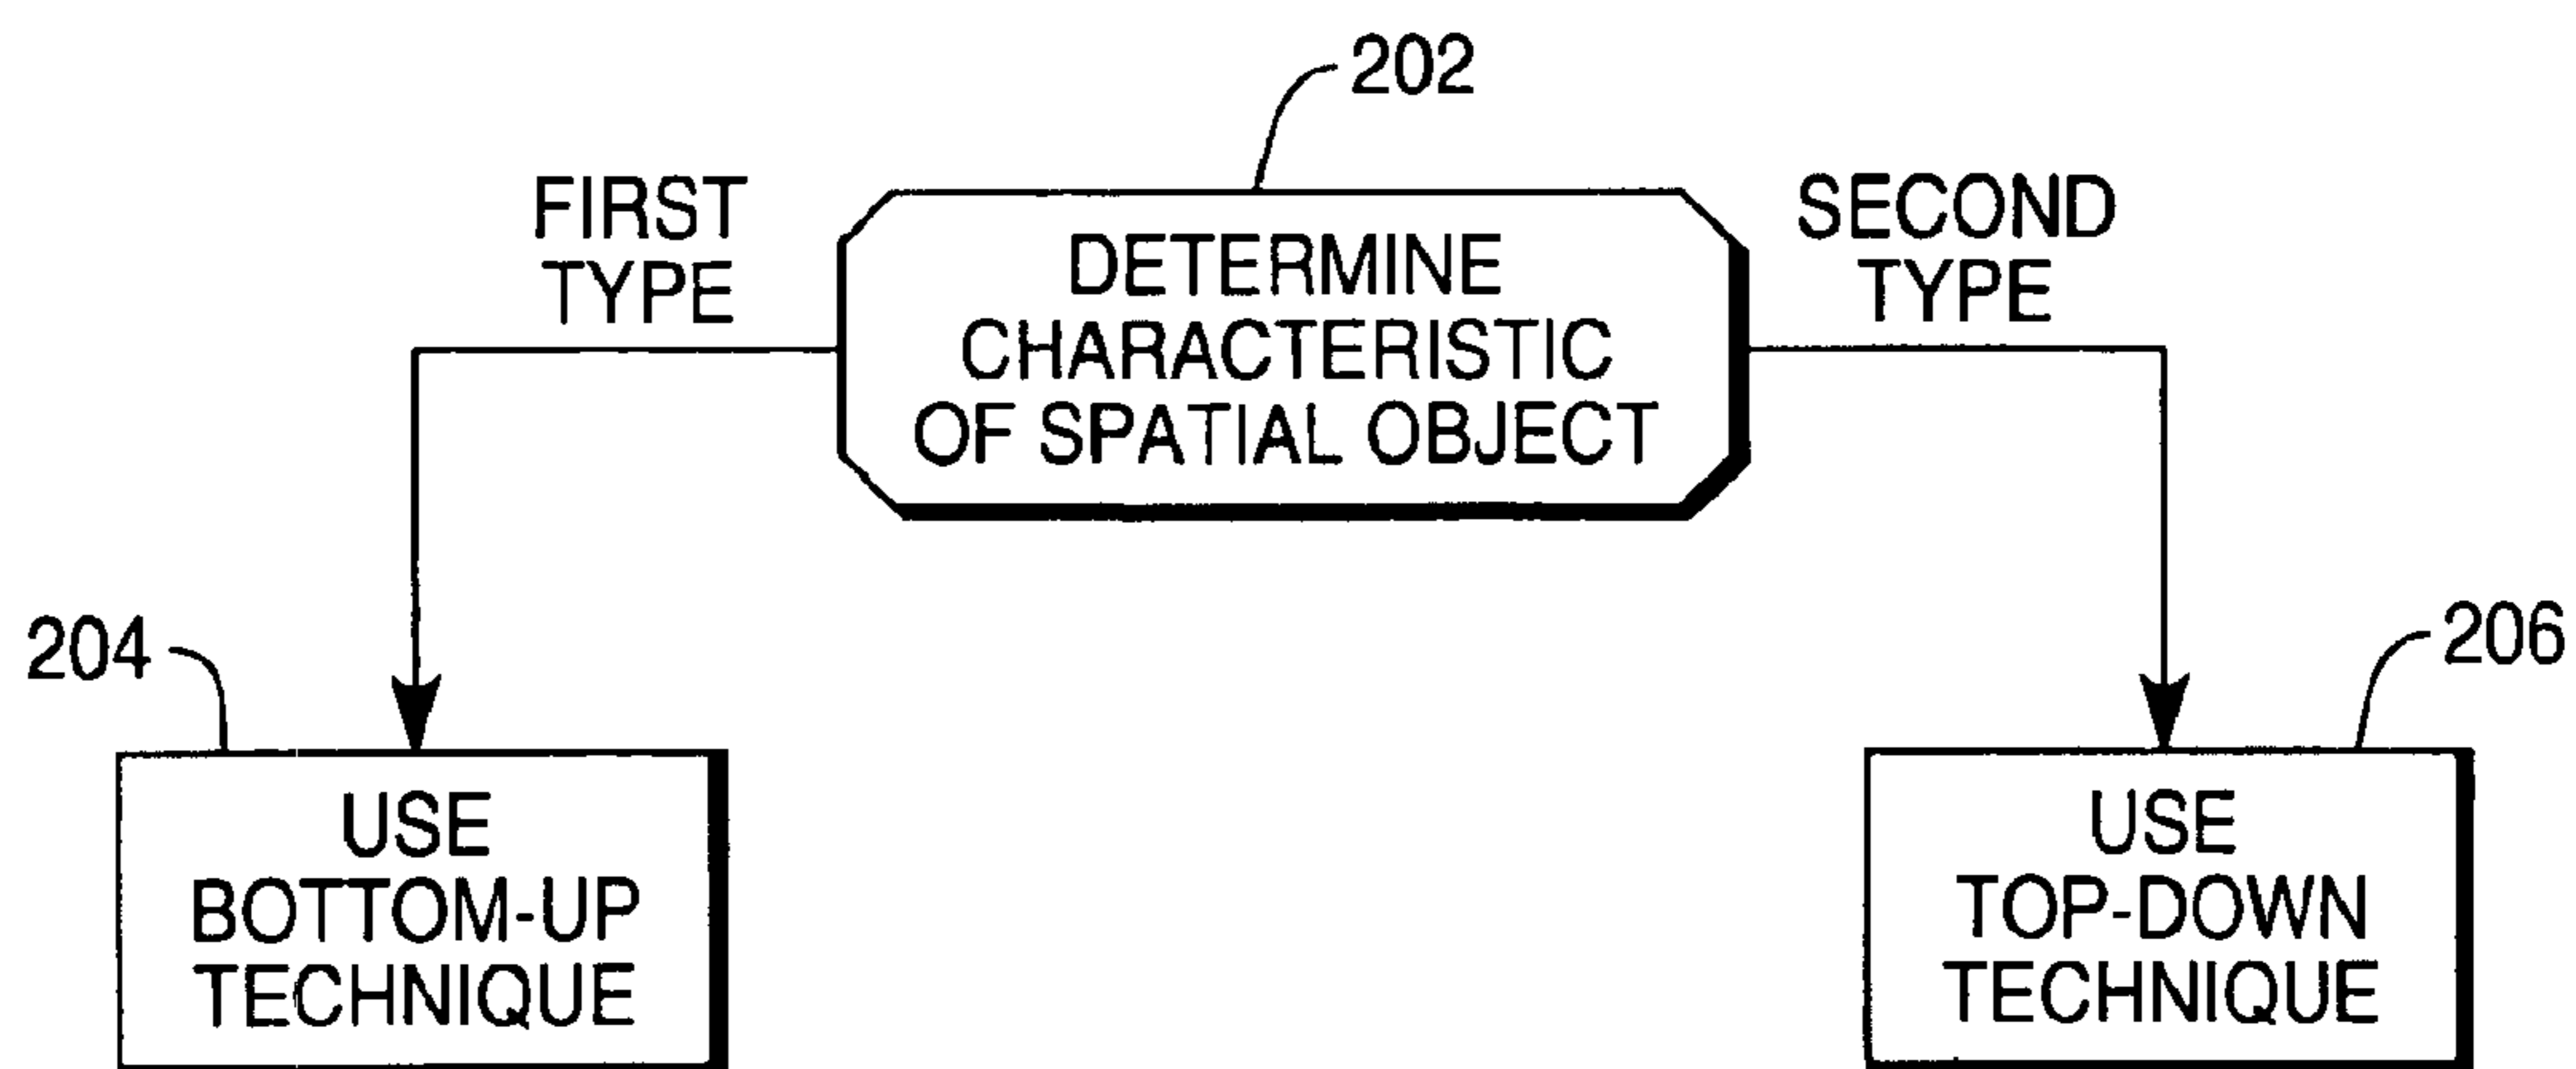 202
FIRST
TYPE
DETERMINE
CHARACTERISTIC
OF SPATIAL OBJECT
SECOND
TYPE
204
USE
BOTTOM-UP
TECHNIQUE
206
USE
TOP-DOWN
TECHNIQUE